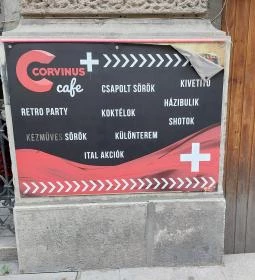 CORVINUS
cafe
CSAPOLT SÖRÖK
KIVETÍTŐ
RETRO PARTY
KOKTÉLOK
HÁZIBULIK
SHOTOK
KÉZMŰVES SÖRÖK
KÜLÖNTEREM
ITAL AKCIÓK